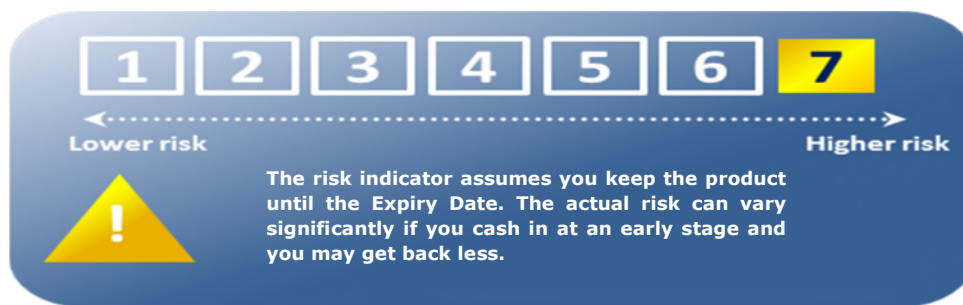 1 2 3 4 5 6 7
Lower risk Higher risk
!
The risk indicator assumes you keep the product
until the Expiry Date. The actual risk can vary
significantly if you cash in at an early stage and
you may get back less.